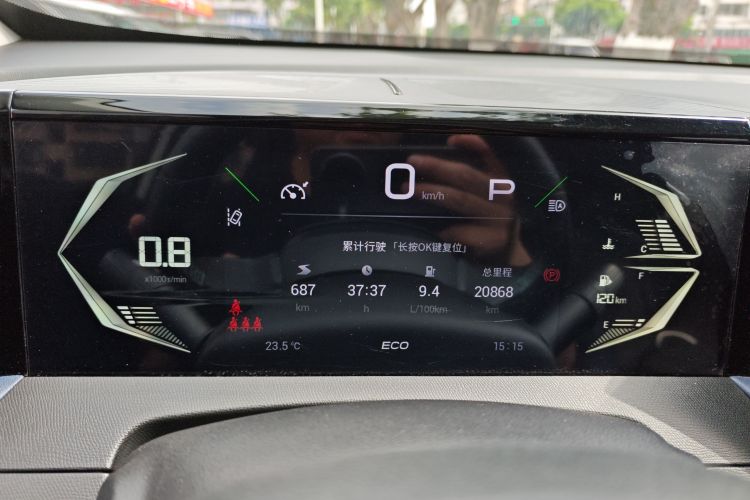 0 km/h P
H
A
0.8
x1000r/min
累计行驶「长按OK键复位」
C
F
总里程
687 37:37 9.4 20868
km h L/100km km
P
120 km
E
23.5℃ ECO 15:15